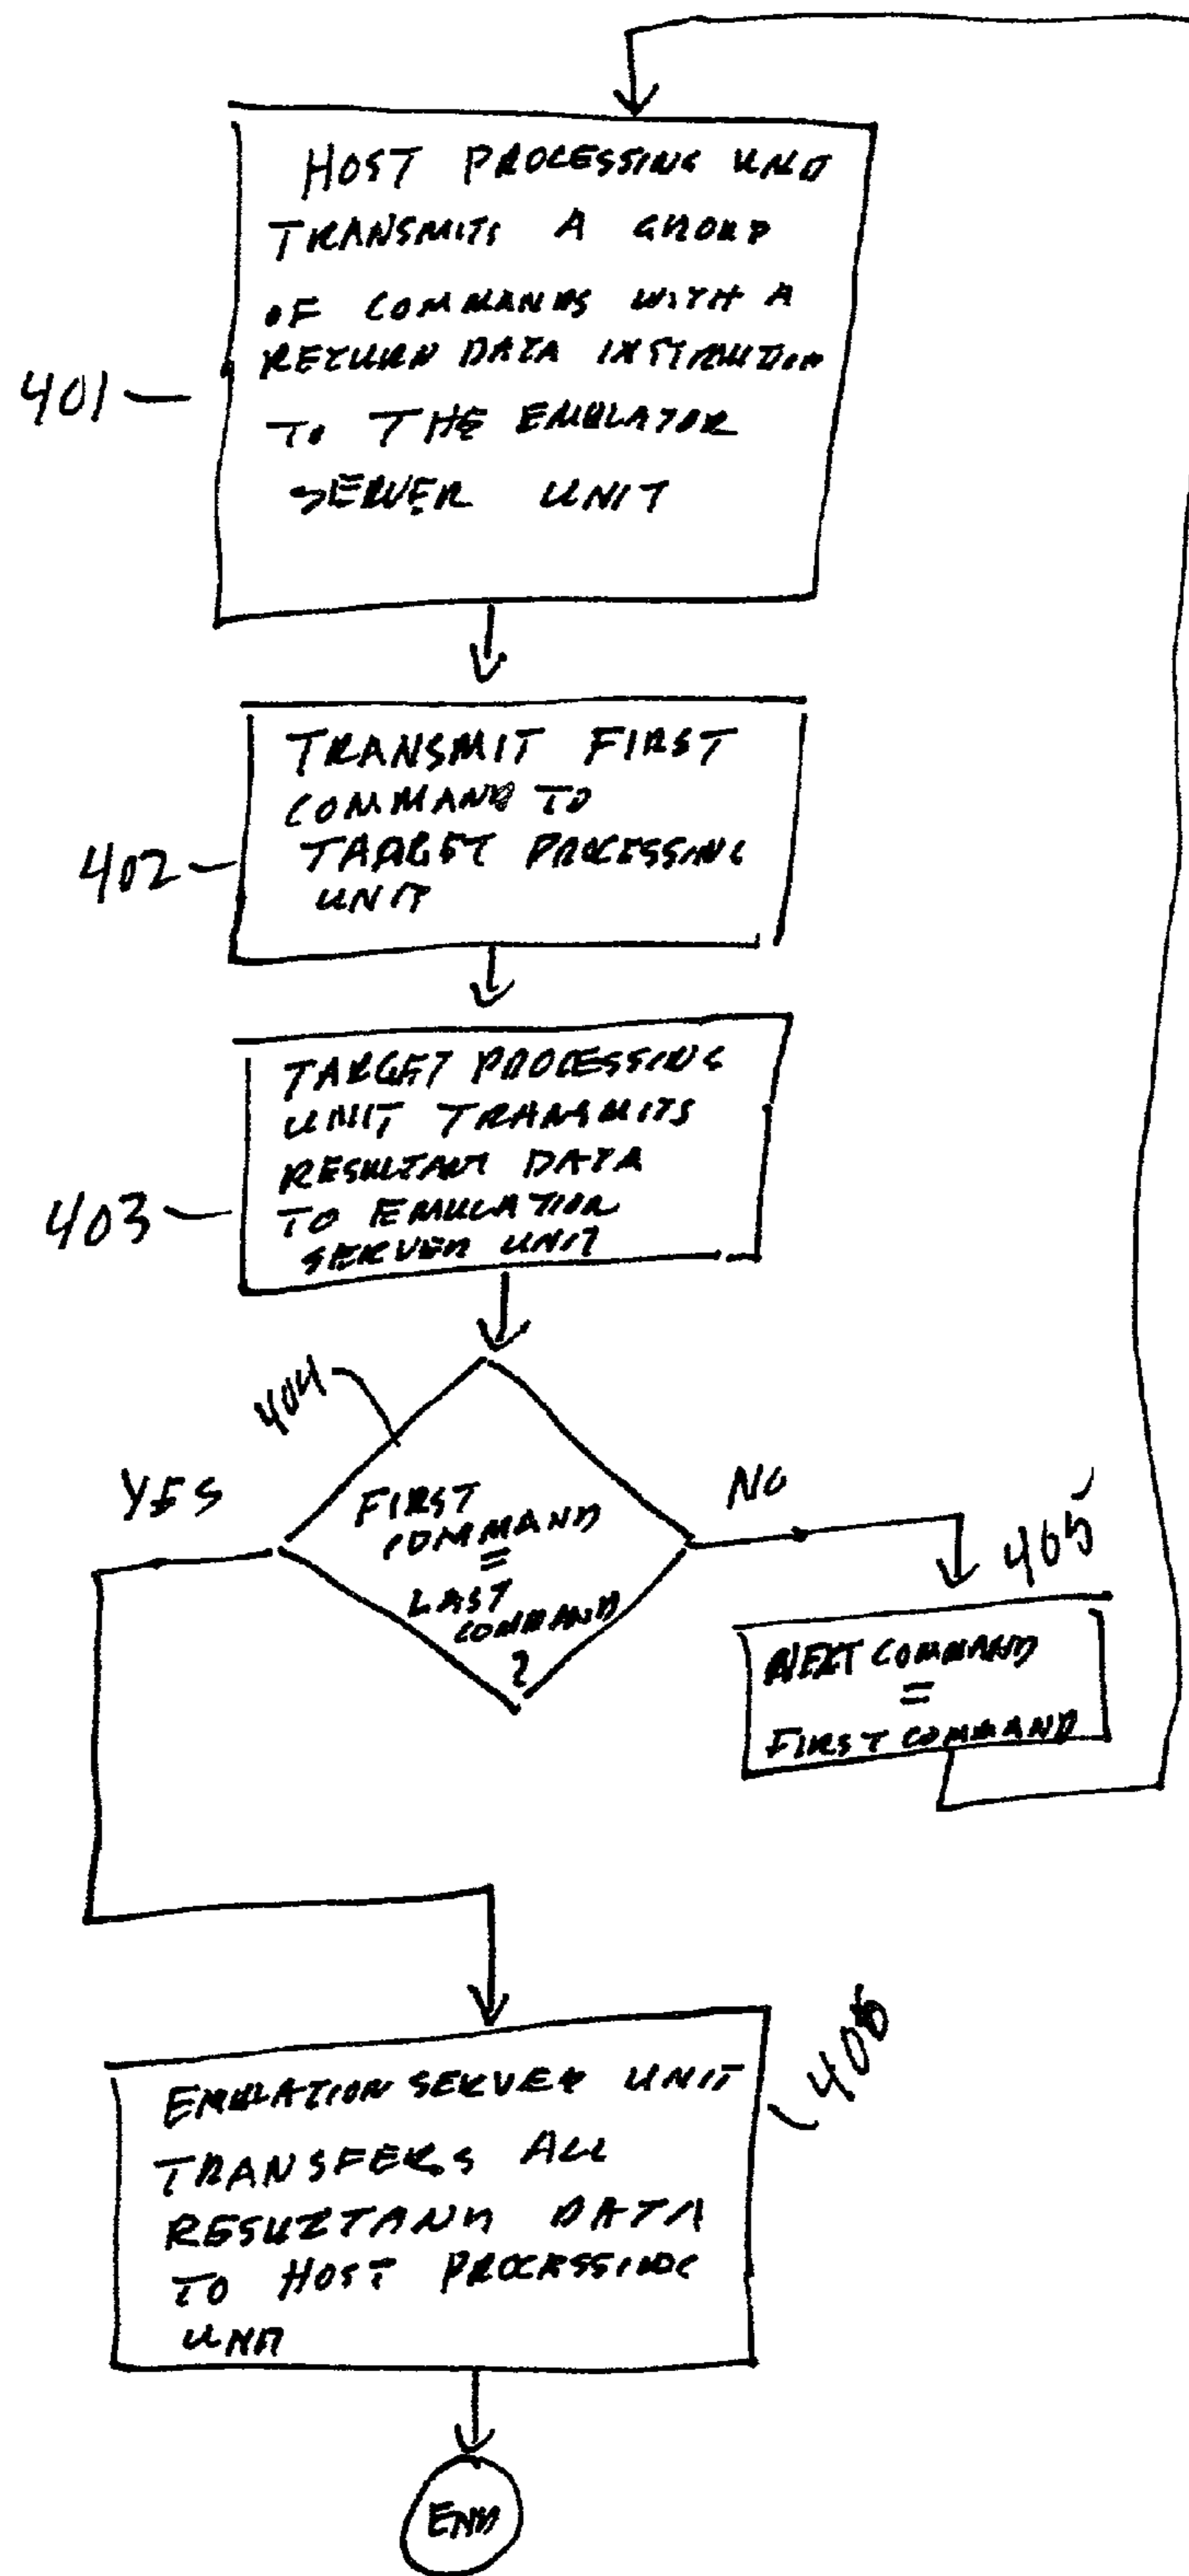 HOST PROCESSING UNIT
TRANSMITS A GROUP
OF COMMANDS WITH A
RETURN DATA INSTRUCTION
TO THE EMULATOR
SERVER UNIT
401
TRANSMIT FIRST
COMMAND TO
TARGET PROCESSING
UNIT
402
TARGET PROCESSING
UNIT TRANSMITS
RESULTANT DATA
TO EMULATION
SERVER UNIT
403
404
YES
FIRST
COMMAND
=
LAST
COMMAND
?
NO
405
NEXT COMMAND
=
FIRST COMMAND
EMULATION SERVER UNIT
TRANSFERS ALL
RESULTANT DATA
TO HOST PROCESSING
UNIT
406
END